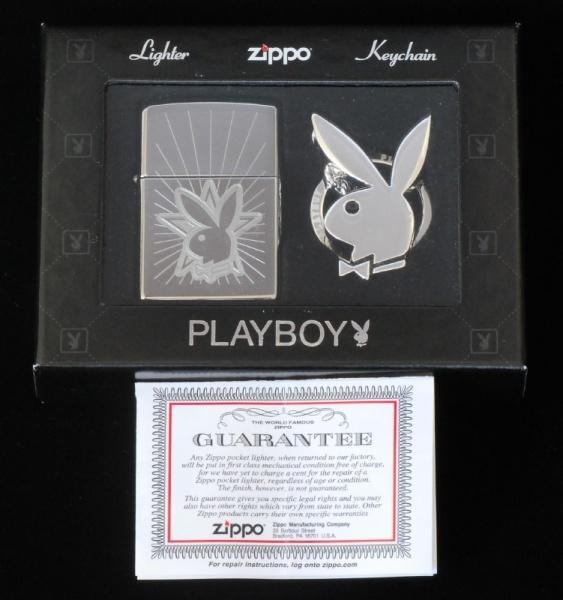 Lighter zippo Keychain
PLAYBOY
THE WORLD FAMOUS
ZIPPO
GUARANTEE
Any Zippo pocket lighter, when returned to our factory,
will be put in first class mechanical condition free of charge,
for we have yet to charge a cent for the repair of a
Zippo pocket lighter, regardless of age or condition.
The finish, however, is not guaranteed.
This guarantee gives you specific legal rights and you may
also have other rights which vary from state to state. Other
Zippo products carry their own specific warranties
zippo
Zippo Manufacturing Company
33 Barbour Street
Bradford, PA 16701 U.S.A.
For repair instructions, log onto zippo.com